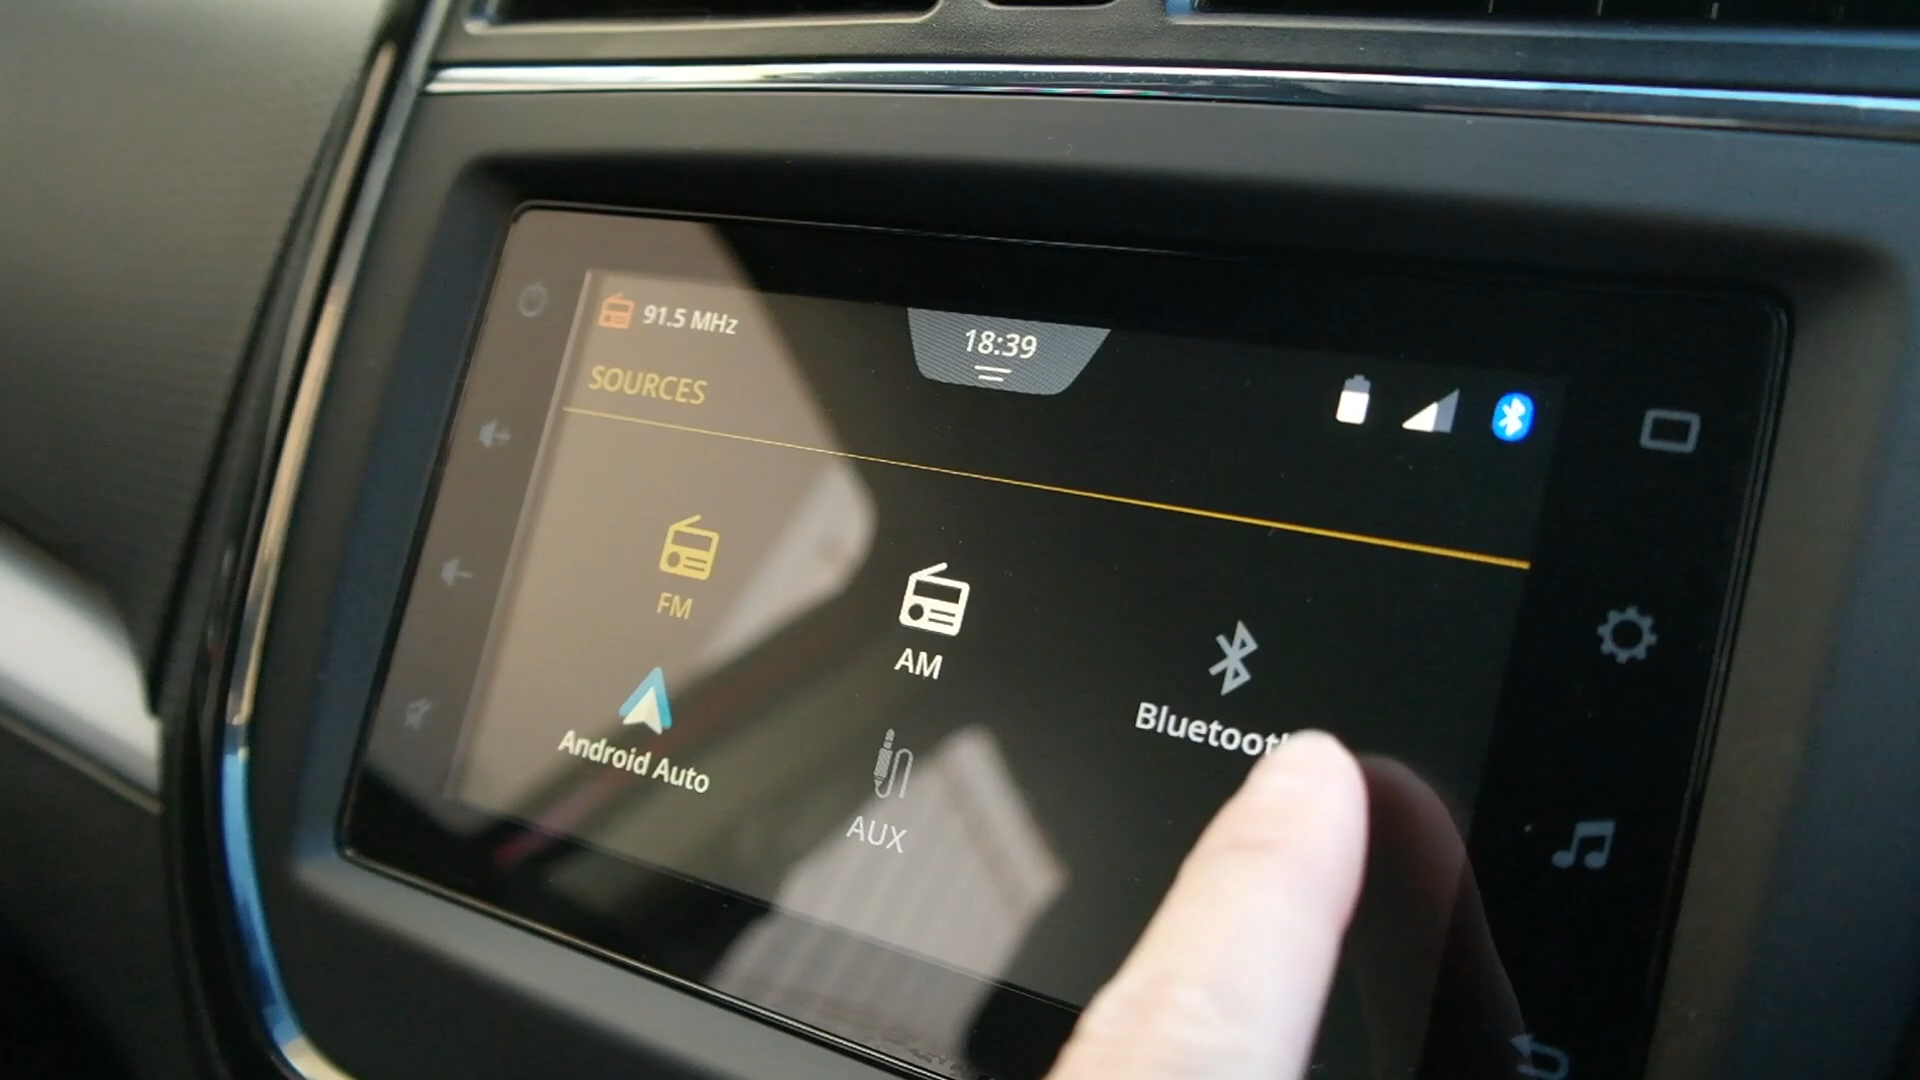 91.5 MHz
18:39
SOURCES
FM
AM
Bluetooth
Android Auto
AUX